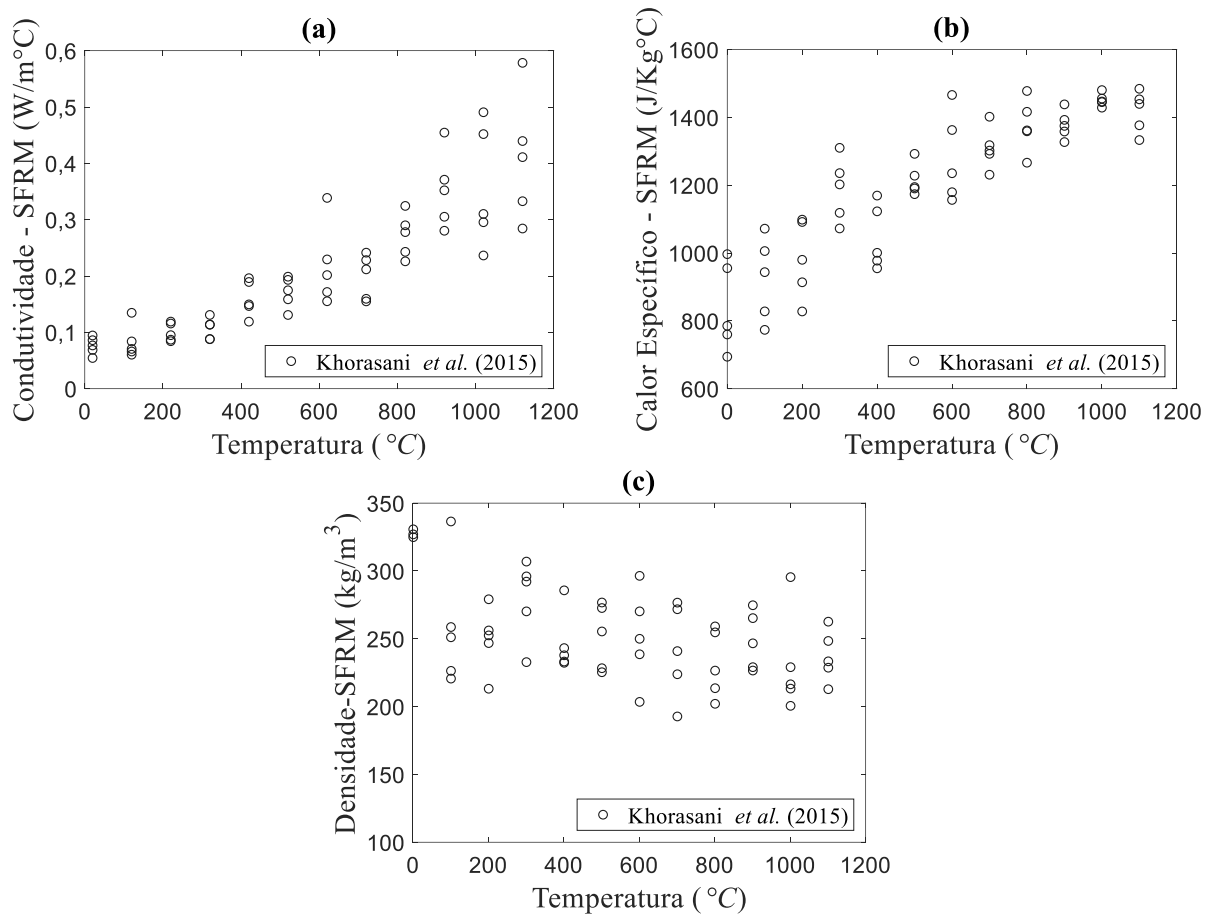 (a)
0,6
0,5
0,4
0,3
0,2
0,1
0
0 200 400 600 800 1000 1200
Condutividade - SFRM (W/m°C)
Temperatura (°C)
Khorasani et al. (2015)
(b)
1600
1400
1200
1000
800
600
0 200 400 600 800 1000 1200
Calor Específico - SFRM (J/Kg°C)
Temperatura (°C)
Khorasani et al. (2015)
(c)
350
300
250
200
150
100
0 200 400 600 800 1000 1200
Densidade-SFRM (kg/m³)
Temperatura (°C)
Khorasani et al. (2015)